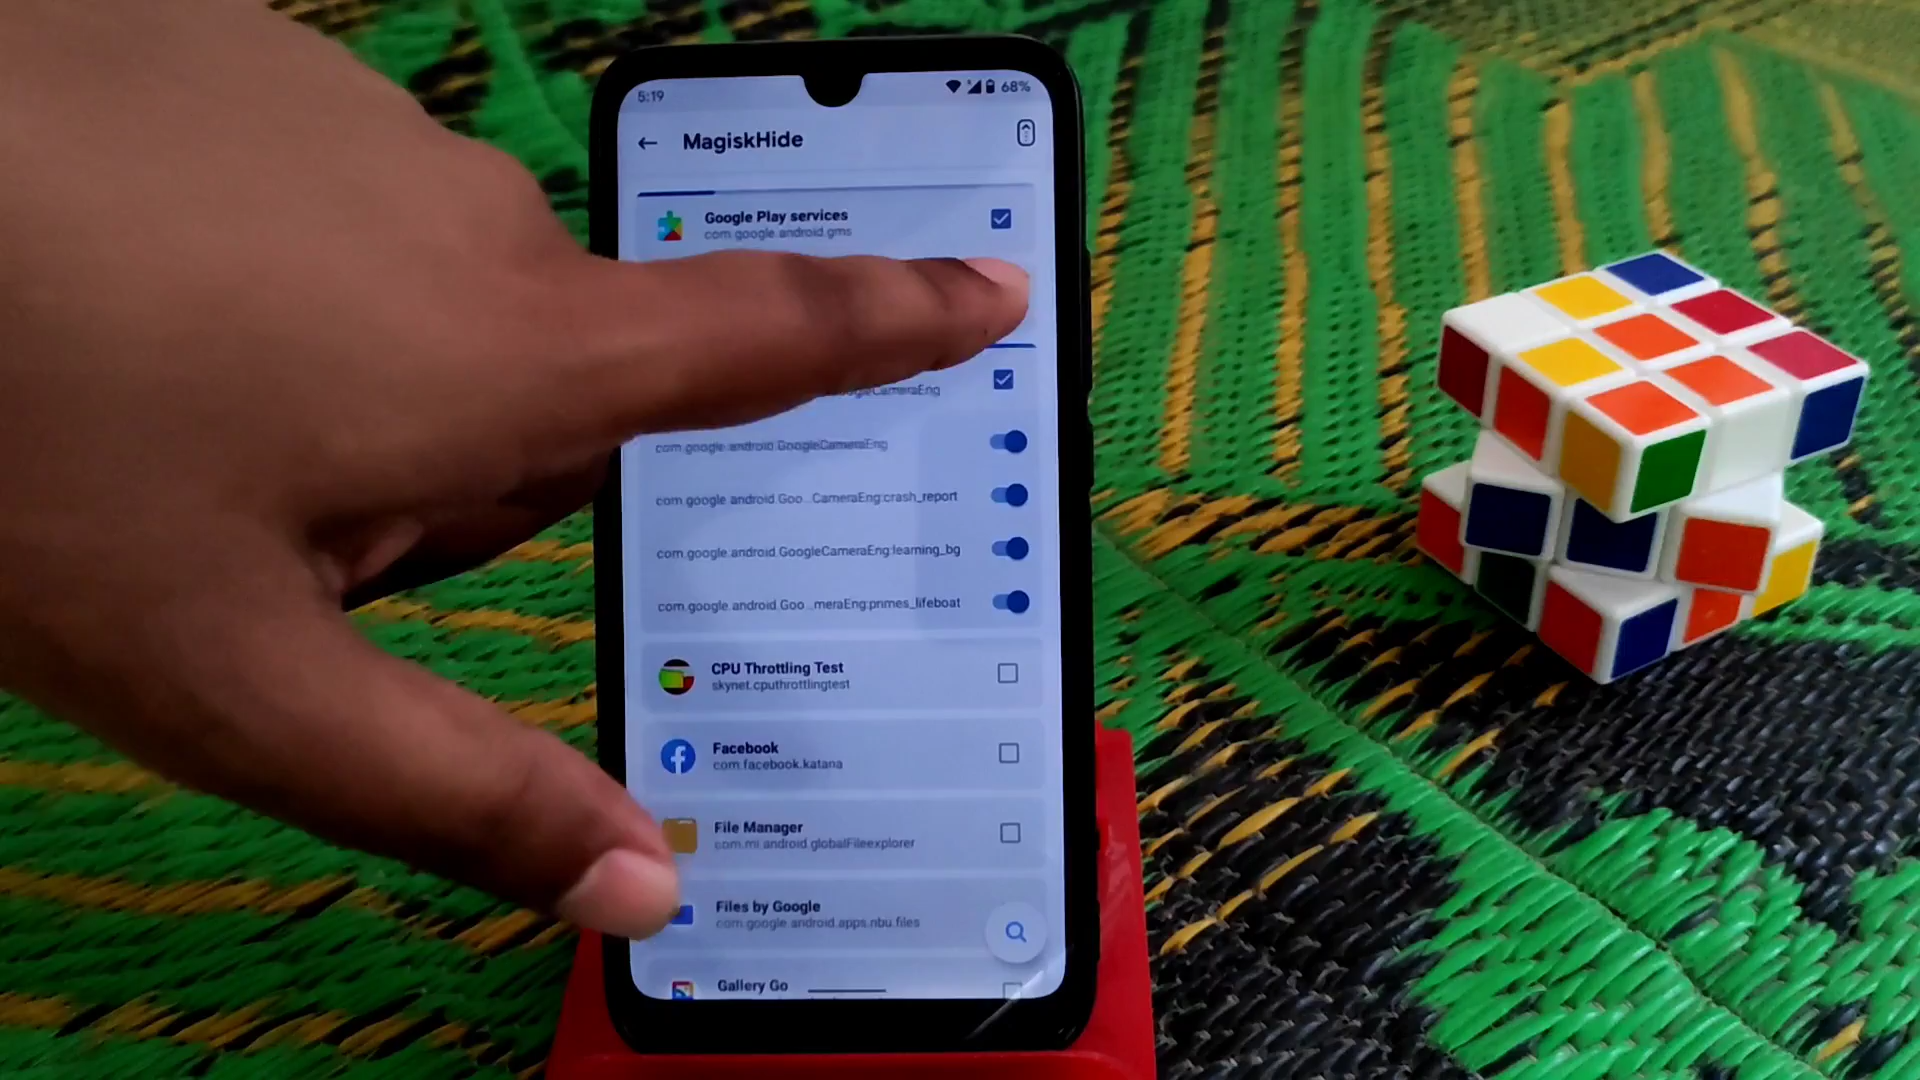 5:19
68%
MagiskHide
Google Play services
com.google.android.gms
CameraEng
com.google.android.GoogleCameraEng
com.google.android.Goo...CameraEng:crash_report
com.google.android.GoogleCameraEng:learning_bg
com.google.android.Goo...meraEng:primes_lifeboat
CPU Throttling Test
skynet.cputhrottlingtest
Facebook
com.facebook.katana
File Manager
com.mi.android.globalFileexplorer
Files by Google
com.google.android.apps.nbu.files
Gallery Go